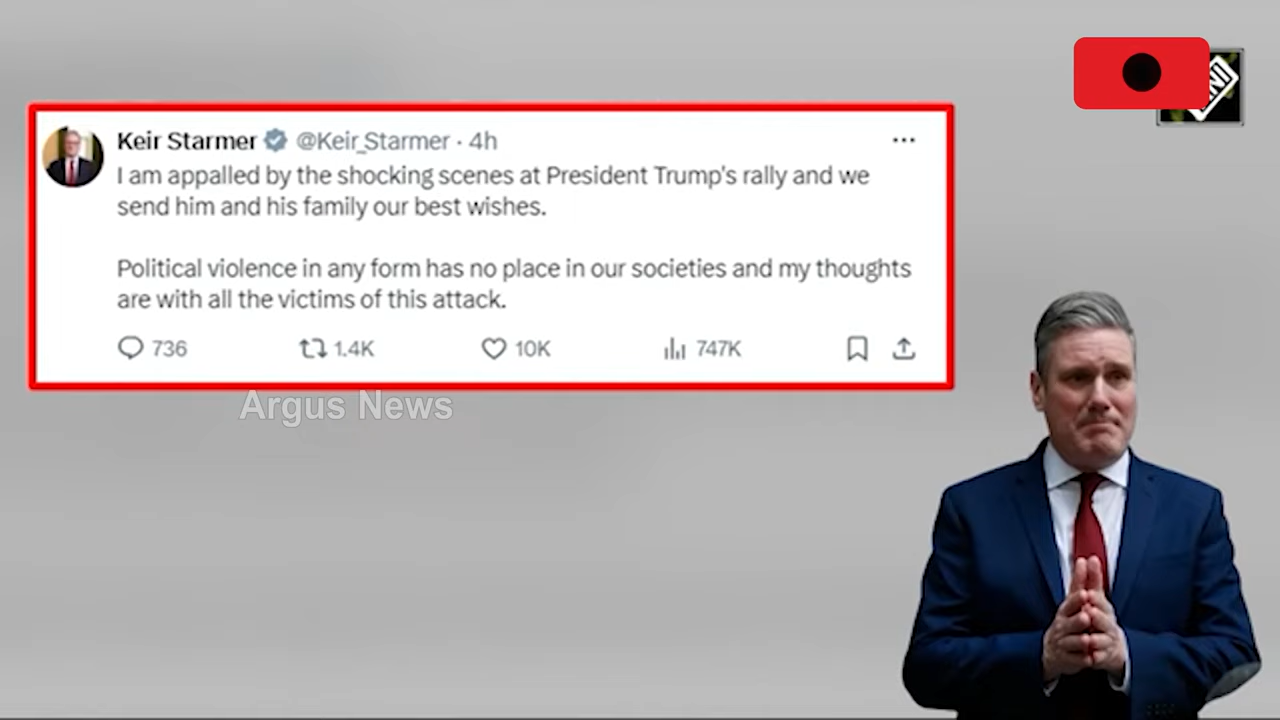 Keir Starmer @Keir_Starmer · 4h
I am appalled by the shocking scenes at President Trump's rally and we
send him and his family our best wishes.
Political violence in any form has no place in our societies and my thoughts
are with all the victims of this attack.
736 1.4K 10K 747K
Argus News